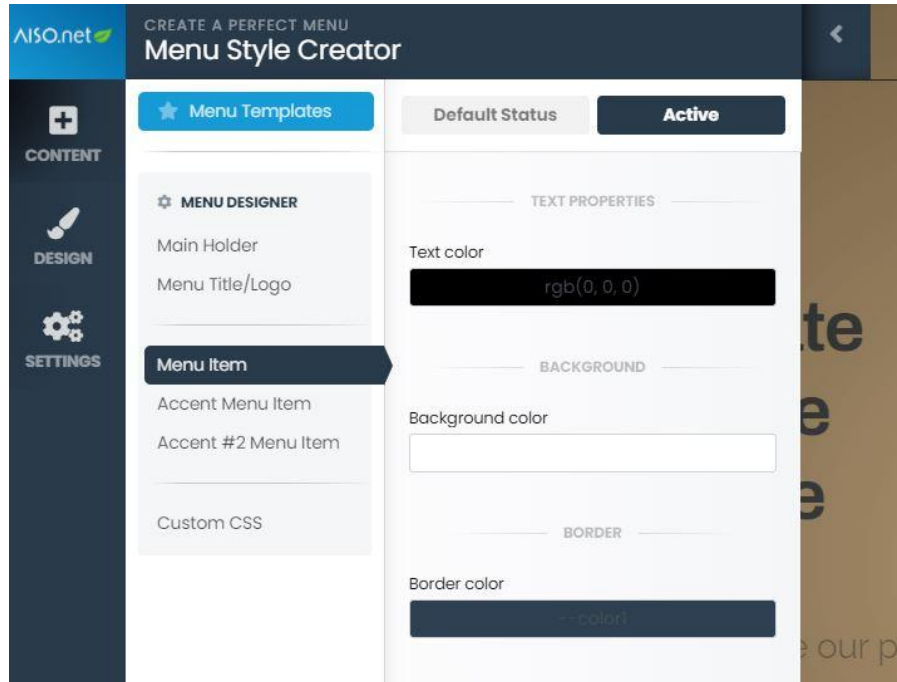 AISO.net
CREATE A PERFECT MENU
Menu Style Creator
CONTENT
DESIGN
SETTINGS
Menu Templates
MENU DESIGNER
Main Holder
Menu Title/Logo
Menu Item
Accent Menu Item
Accent #2 Menu Item
Custom CSS
Default Status
Active
TEXT PROPERTIES
Text color
rgb(0, 0, 0)
BACKGROUND
Background color
BORDER
Border color
--color1
our p